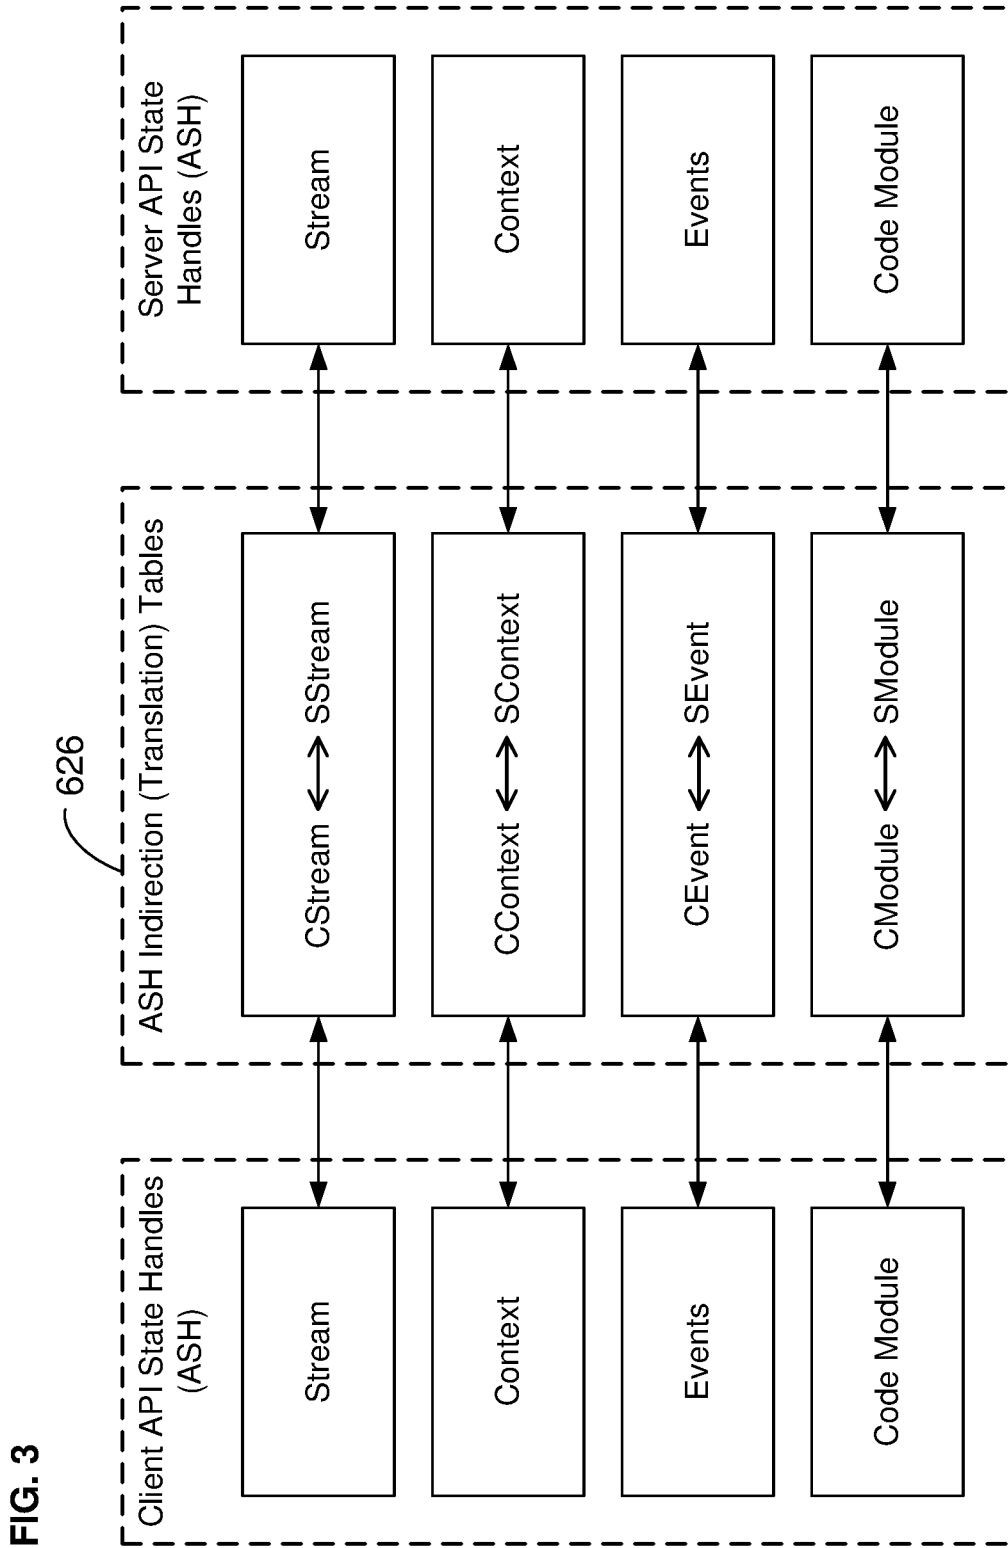 FIG. 3
626
Client API State Handles
(ASH)
Stream
Context
Events
Code Module
ASH Indirection (Translation) Tables
CStream SStream
CContext SContext
CEvent SEvent
CModule SModule
Server API State
Handles (ASH)
Stream
Context
Events
Code Module